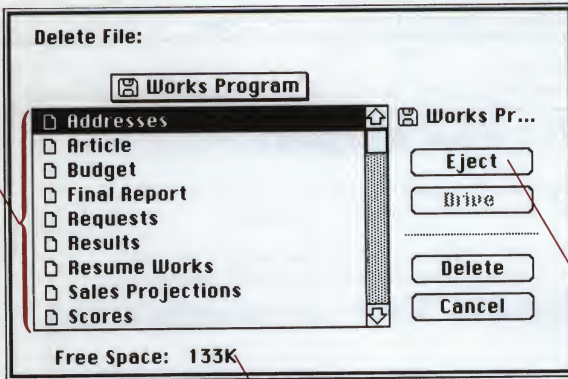 Delete File:
Works Program
Addresses
Article
Budget
Final Report
Requests
Results
Resume Works
Sales Projections
Scores
Works Pr...
Eject
Drive
Delete
Cancel
Free Space: 133K